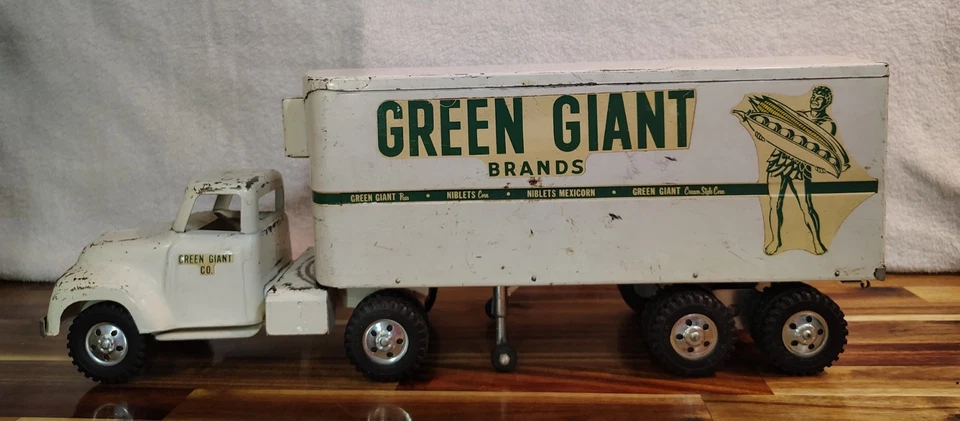 GREEN GIANT
BRANDS
GREEN GIANT Peas • NIBLETS Corn • NIBLETS MEXICORN • GREEN GIANT Cream Style Corn
GREEN GIANT
CO.